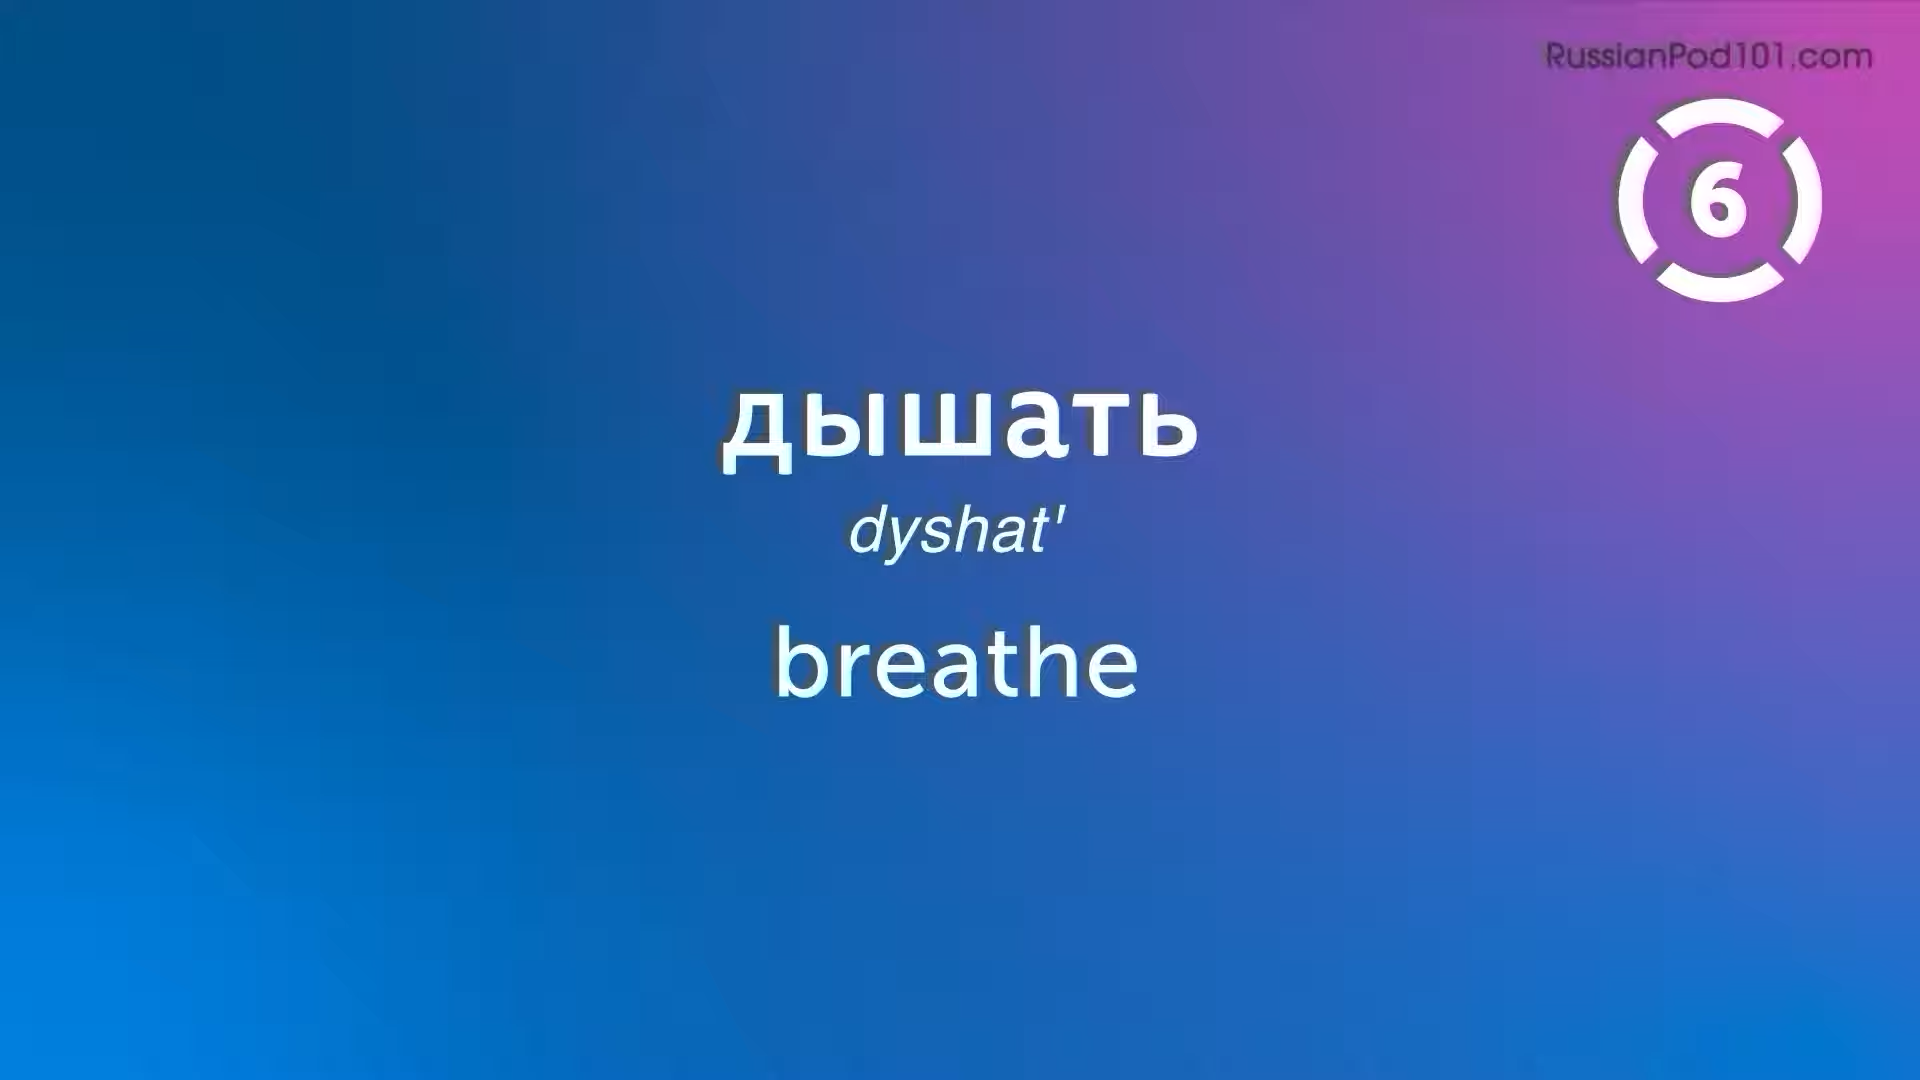 RussianPod101.com
6
дышать
dyshat'
breathe